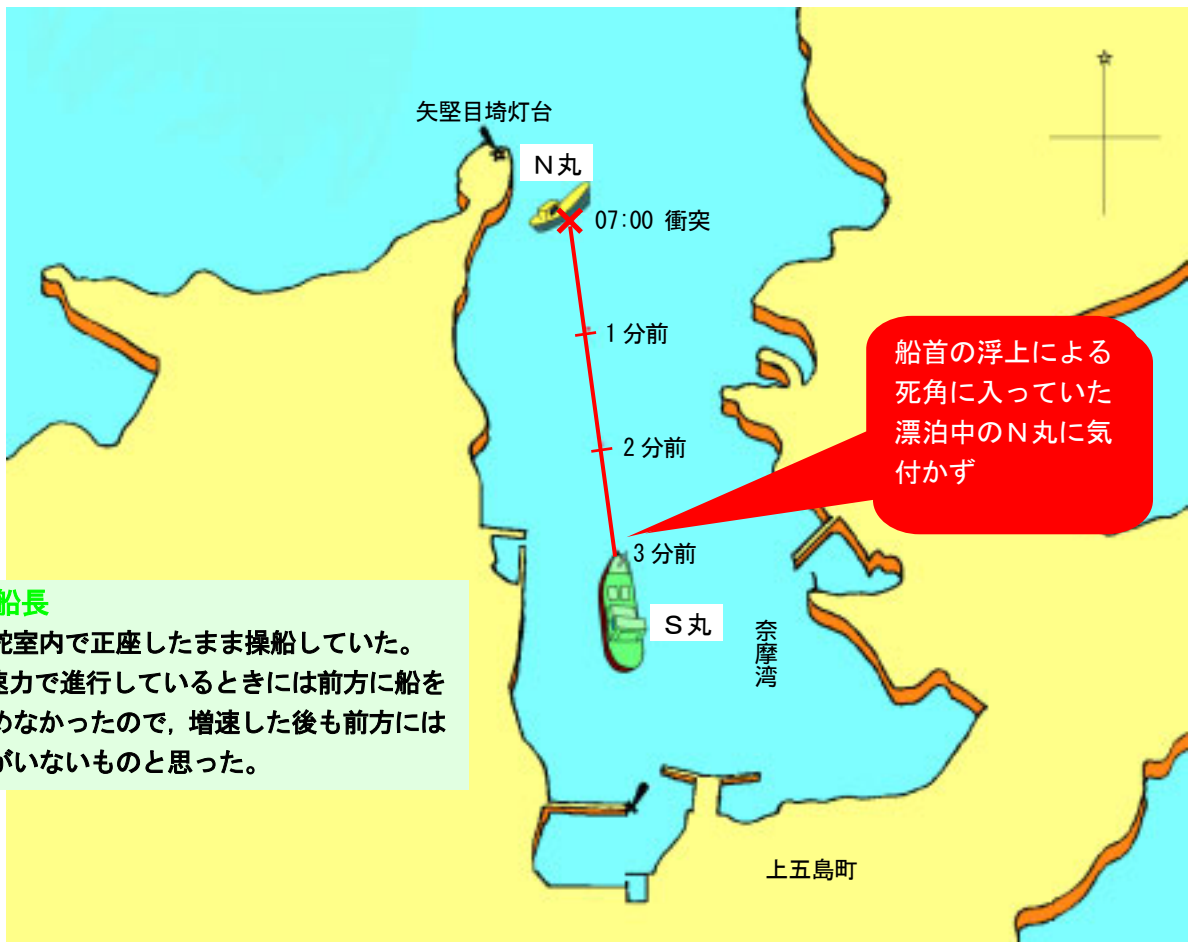 矢堅目埼灯台
N丸
07:00 衝突
1分前
船首の浮上による
死角に入っていた
漂泊中のN丸に気
付かず
2分前
3分前
S丸
奈摩湾
船長
舵室内で正座したまま操船していた。
速力で進行しているときには前方に船を
めなかったので,増速した後も前方には
がいないものと思った。
上五島町